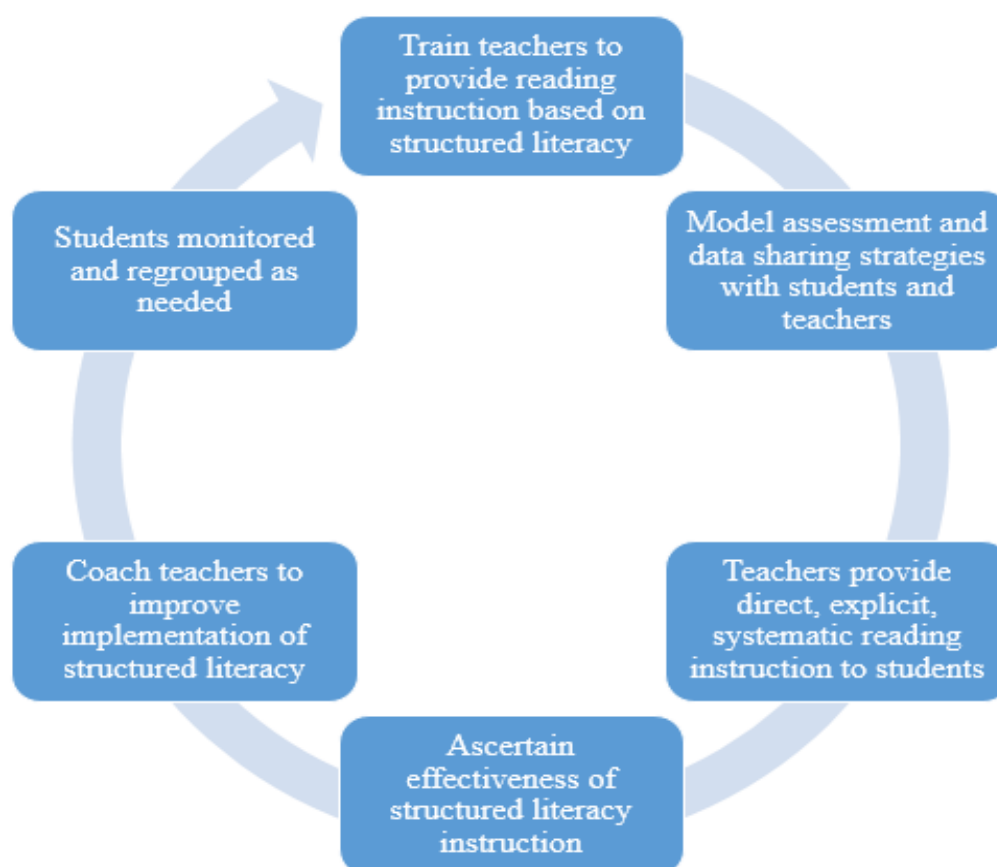 Train teachers to
provide reading
instruction based on
structured literacy
Model assessment and
data sharing strategies
with students and
teachers
Teachers provide
direct, explicit,
systematic reading
instruction to students
Ascertain
effectiveness of
structured literacy
instruction
Coach teachers to
improve
implementation of
structured literacy
Students monitored
and regrouped as
needed